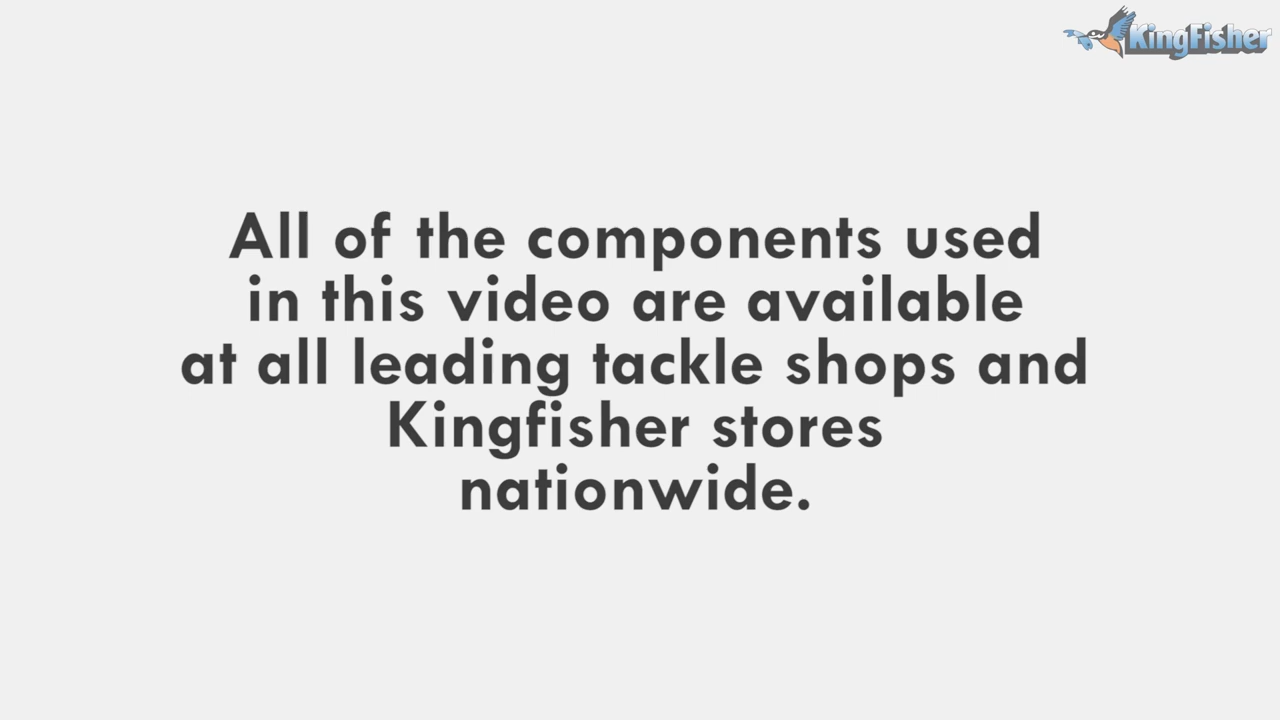 KingFisher
All of the components used
in this video are available
at all leading tackle shops and
Kingfisher stores
nationwide.